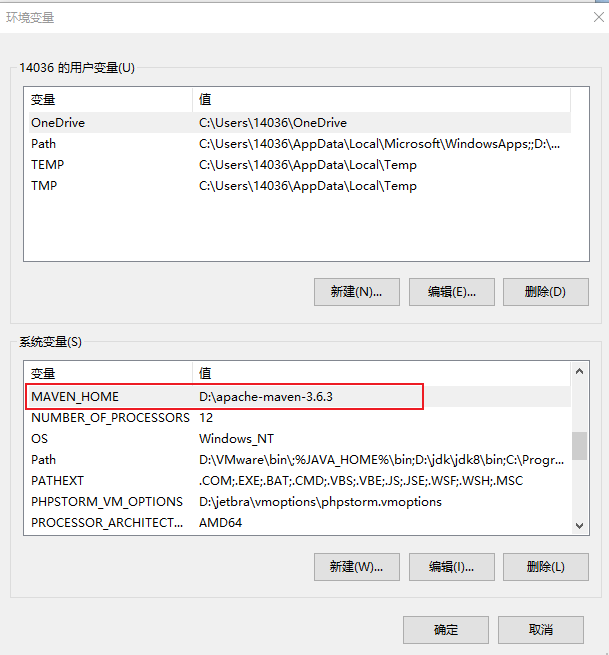 环境变量
14036 的用户变量(U)
变量 值
OneDrive C:\Users\14036\OneDrive
Path C:\Users\14036\AppData\Local\Microsoft\WindowsApps;;D:\...
TEMP C:\Users\14036\AppData\Local\Temp
TMP C:\Users\14036\AppData\Local\Temp
新建(N)... 编辑(E)... 删除(D)
系统变量(S)
变量 值
MAVEN_HOME D:\apache-maven-3.6.3
NUMBER_OF_PROCESSORS 12
OS Windows_NT
Path D:\VMware\bin\;%JAVA_HOME%\bin;D:\jdk\jdk8\bin;C:\Progr...
PATHEXT .COM;.EXE;.BAT;.CMD;.VBS;.VBE;.JS;.JSE;.WSF;.WSH;.MSC
PHPSTORM_VM_OPTIONS D:\jetbra\vmoptions\phpstorm.vmoptions
PROCESSOR_ARCHITECT... AMD64
新建(W)... 编辑(I)... 删除(L)
确定 取消